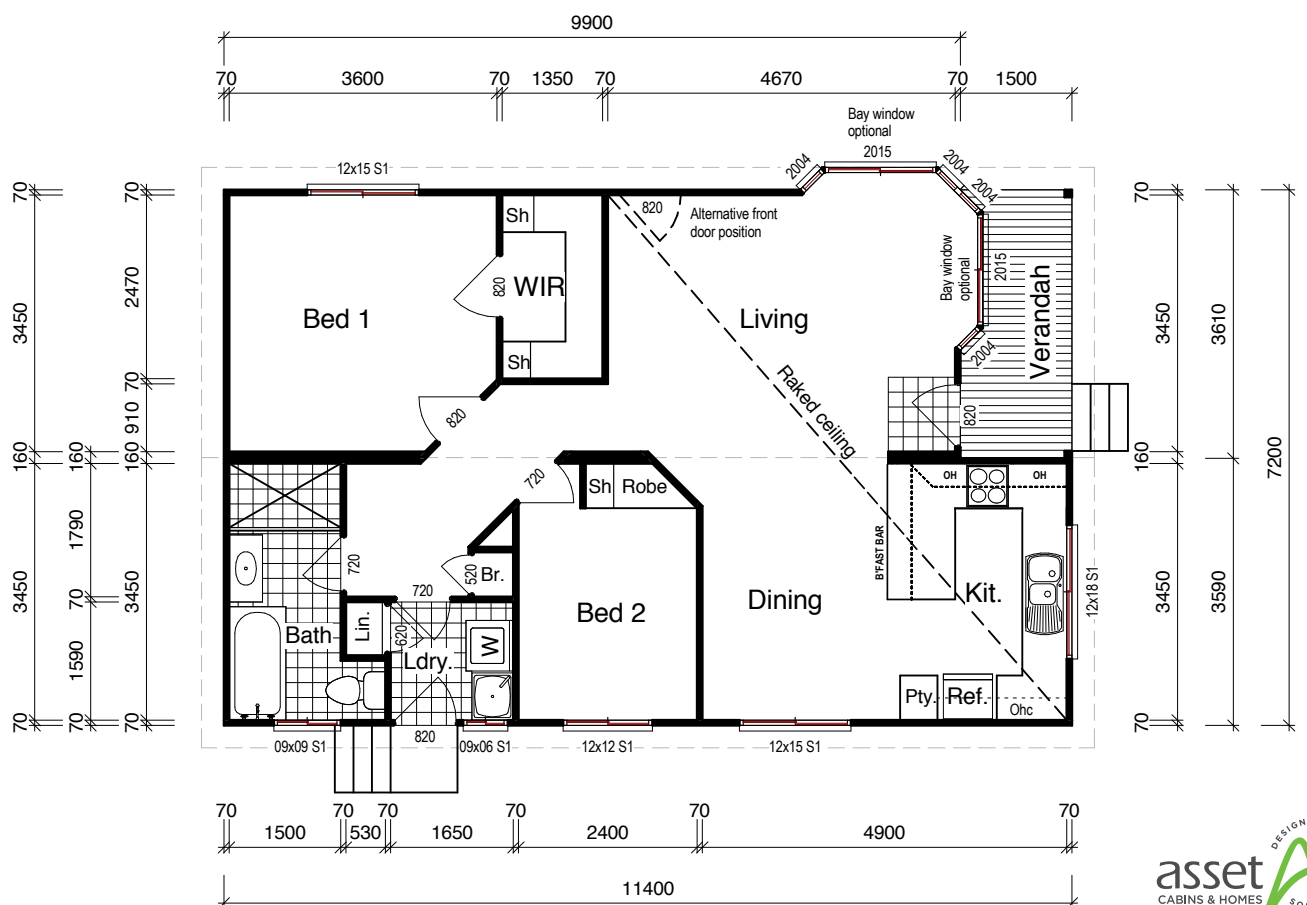 9900
70 3600 70 1350 70 4670 70 1500
Bay window
optional
2015
2004
2004
2004
12x15 S1
820
Alternative front
door position
Sh
820
WIR
Sh
Bed 1
820
Living
Bay window
optional
2015
2004
Verandah
Raked ceiling
820
70
3450
160
3450
70
70
2470
70
910
160
3450
70
160
1790
70
1590
70
70
3450
160
3450
70
3610
3590
7200
720
Sh
Robe
OH
OH
B'FAST BAR
720
520
Br.
720
Lin.
620
Bath
Ldry.
W
Bed 2
Dining
Kit.
12x18 S1
Pty.
Ref.
Ohc
09x09 S1
820
09x06 S1
12x12 S1
12x15 S1
70 70 70 70 70 70
1500 530 1650 2400 4900
11400
asset
CABINS & HOMES
DESIGN